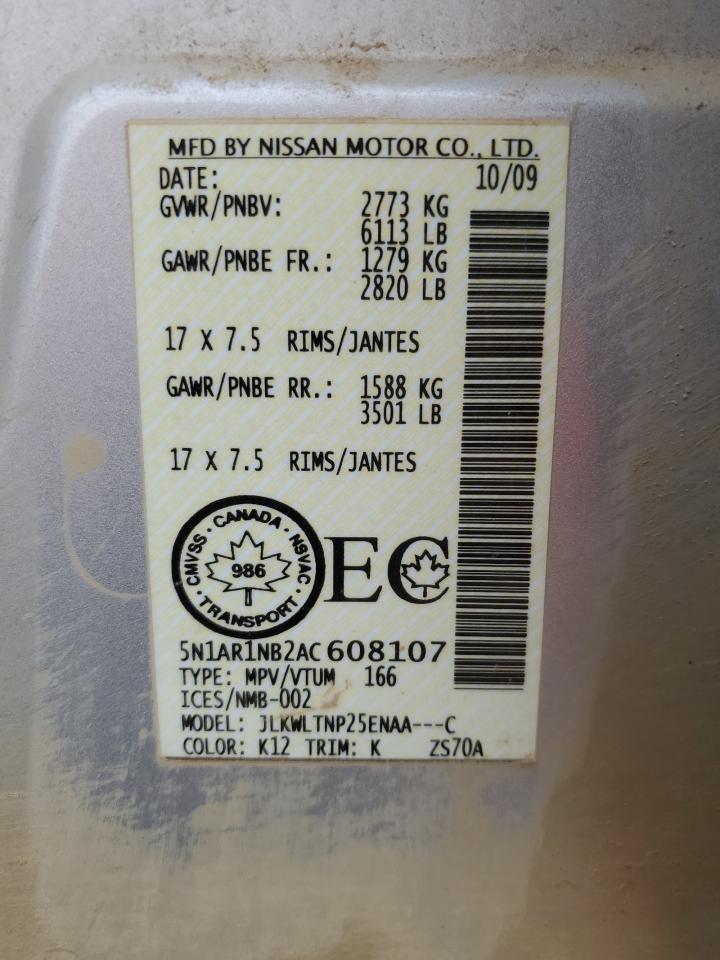 MFD BY NISSAN MOTOR CO., LTD.
DATE: 10/09
GVWR/PNBV: 2773 KG
6113 LB
GAWR/PNBE FR.: 1279 KG
2820 LB
17 X 7.5 RIMS/JANTES
GAWR/PNBE RR.: 1588 KG
3501 LB
17 X 7.5 RIMS/JANTES
CMVSS · CANADA · NSVAC · TRANSPORT ·
986
EC
5N1AR1NB2AC608107
TYPE: MPV/VTUM 166
ICES/NMB-002
MODEL: JLKWLTNP25ENAA---C
COLOR: K12 TRIM: K ZS70A